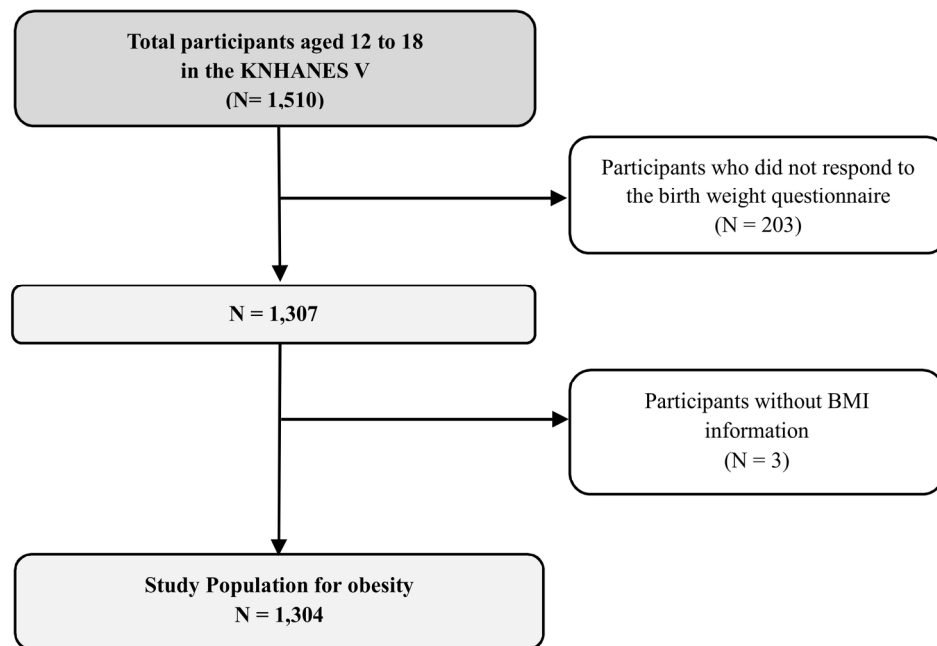 Total participants aged 12 to 18
in the KNHANES V
(N= 1,510)
Participants who did not respond to
the birth weight questionnaire
(N = 203)
N = 1,307
Participants without BMI
information
(N = 3)
Study Population for obesity
N = 1,304